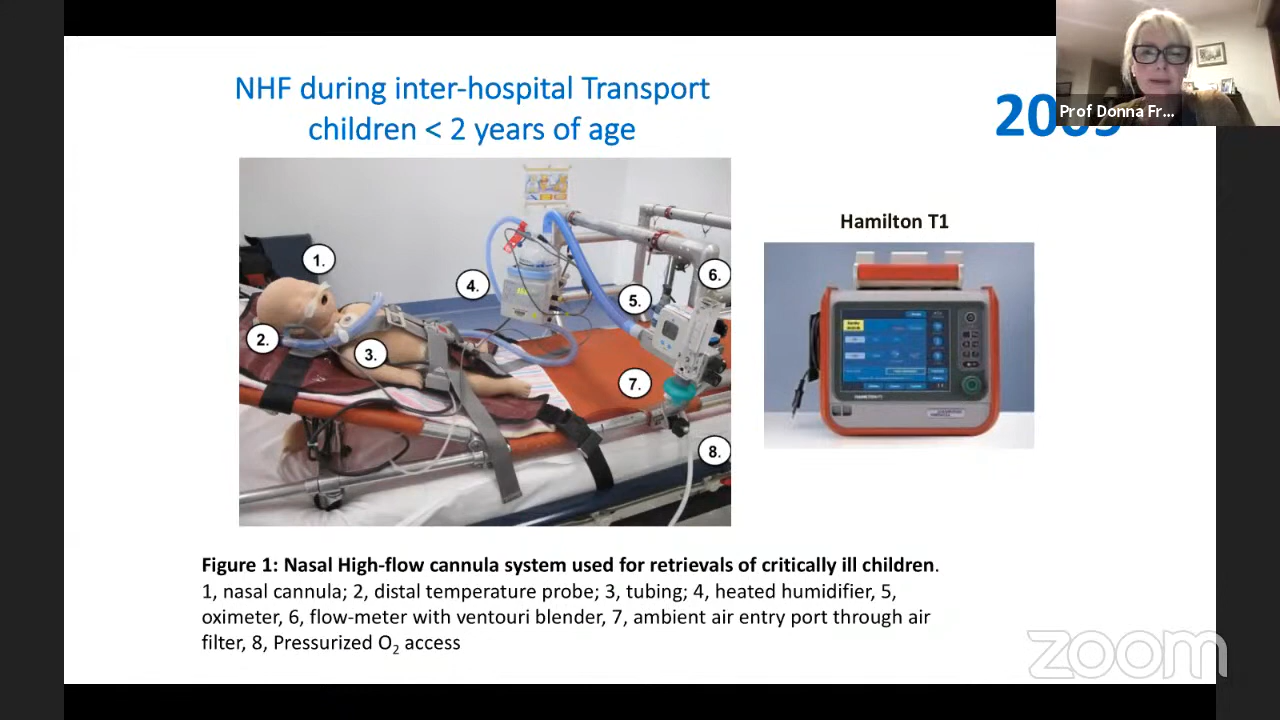 NHF during inter-hospital Transport
children < 2 years of age
Prof Donna Fr...
Hamilton T1
1.
2.
3.
4.
5.
6.
7.
8.
HAMILTON-T1
Figure 1: Nasal High-flow cannula system used for retrievals of critically ill children.
1, nasal cannula; 2, distal temperature probe; 3, tubing; 4, heated humidifier, 5,
oximeter, 6, flow-meter with ventouri blender, 7, ambient air entry port through air
filter, 8, Pressurized O2 access
zoom